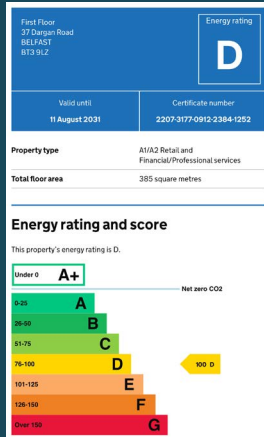 First Floor
37 Dargan Road
BELFAST
BT3 9LZ
Energy rating
D
Valid until
11 August 2031
Certificate number
2207-3177-0912-2384-1252
Property type
A1/A2 Retail and
Financial/Professional services
Total floor area
385 square metres
Energy rating and score
This property's energy rating is D.
Under 0 A+
Net zero CO2
0-25 A
26-50 B
51-75 C
76-100 D
100 D
101-125 E
126-150 F
Over 150 G